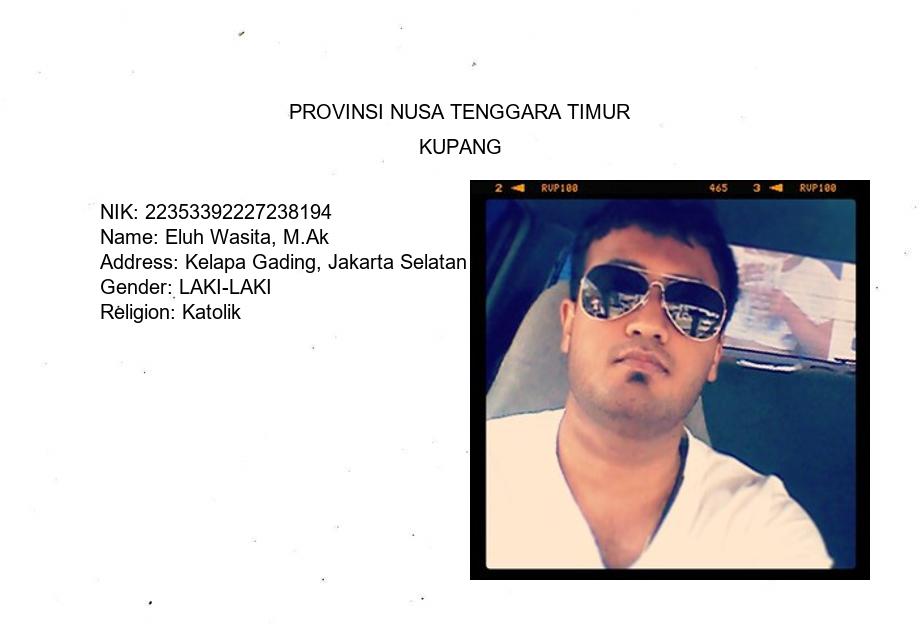 PROVINSI NUSA TENGGARA TIMUR
KUPANG
NIK: 22353392227238194
Name: Eluh Wasita, M.Ak
Address: Kelapa Gading, Jakarta Selatan
Gender: LAKI-LAKI
Religion: Katolik
2 ◄ RVP100 465 3 ◄ RVP100